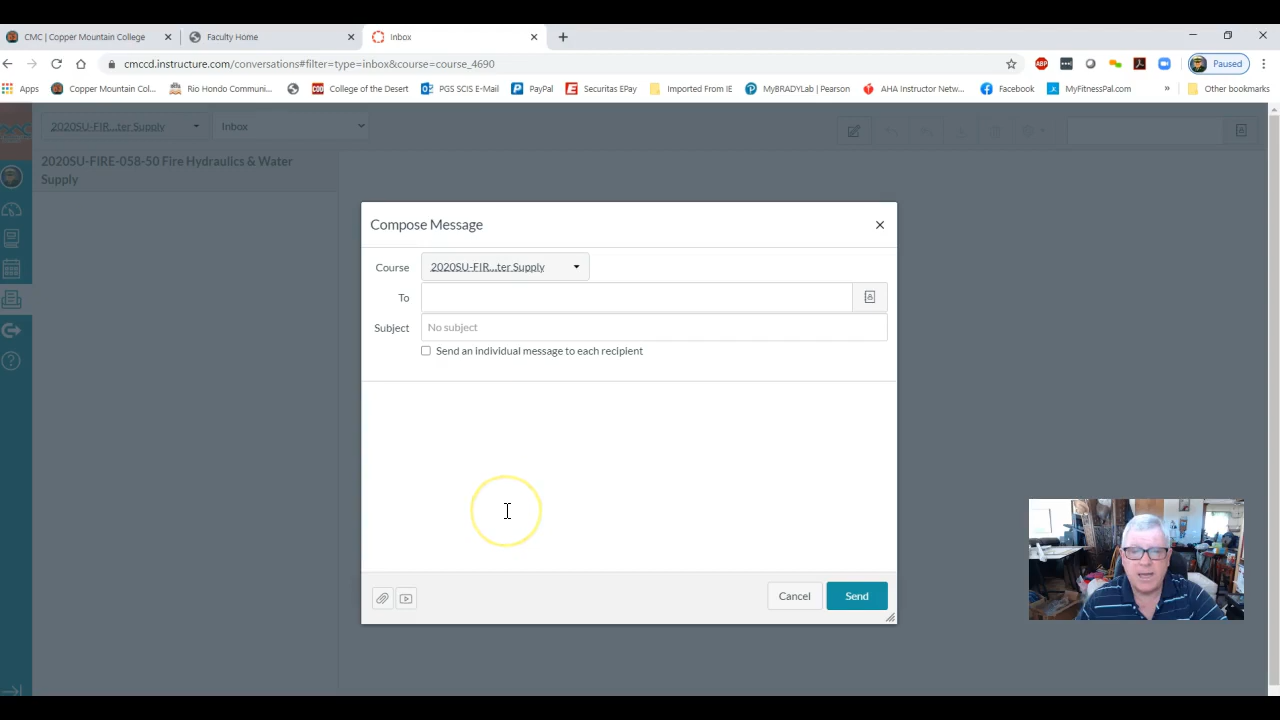 CMC | Copper Mountain College
Faculty Home
Inbox
cmccd.instructure.com/conversations#filter=type=inbox&course=course_4690
ABP
Paused
Apps
Copper Mountain Col...
Rio Hondo Communi...
COD
College of the Desert
PGS SCIS E-Mail
PayPal
Securitas EPay
Imported From IE
MyBRADYLab | Pearson
AHA Instructor Netw...
Facebook
MyFitnessPal.com
»
Other bookmarks
2020SU-FIR...ter Supply
Inbox
2020SU-FIRE-058-50 Fire Hydraulics & Water
Supply
Compose Message
Course
2020SU-FIR...ter Supply
To
Subject
No subject
Send an individual message to each recipient
Cancel
Send